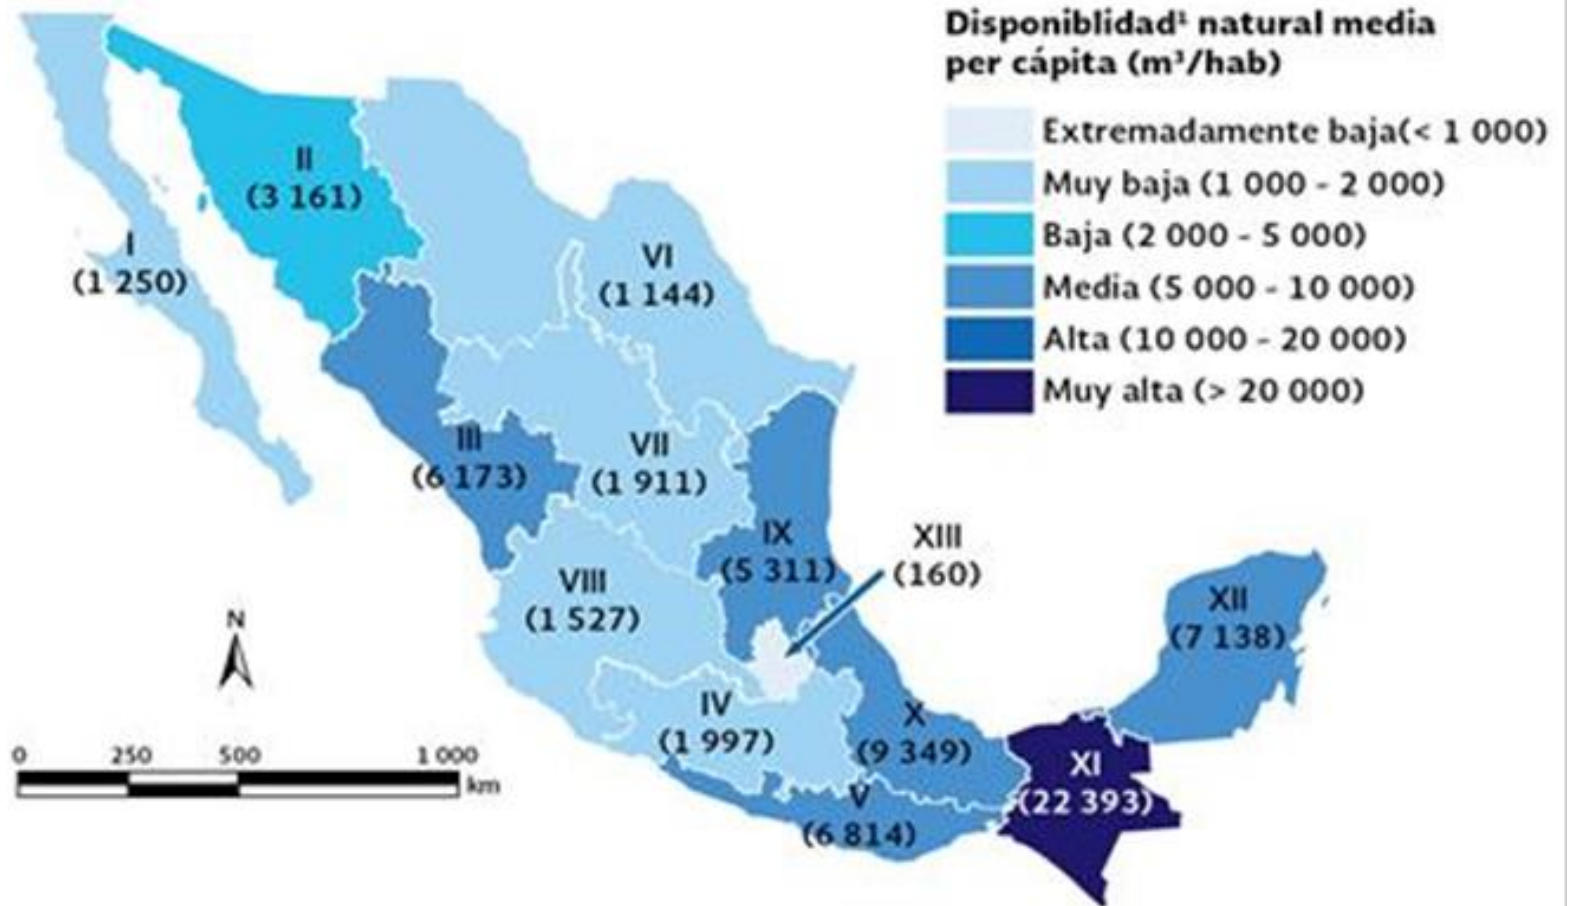 Disponiblidad¹ natural media
per cápita (m³/hab)
Extremadamente baja(< 1 000)
Muy baja (1 000 - 2 000)
Baja (2 000 - 5 000)
Media (5 000 - 10 000)
Alta (10 000 - 20 000)
Muy alta (> 20 000)
II
(3 161)
I
(1 250)
VI
(1 144)
III
(6 173)
VII
(1 911)
IX
(5 311)
XIII
(160)
VIII
(1 527)
XII
(7 138)
IV
(1 997)
X
(9 349)
XI
(22 393)
V
(6 814)
N
0 250 500 1 000
km